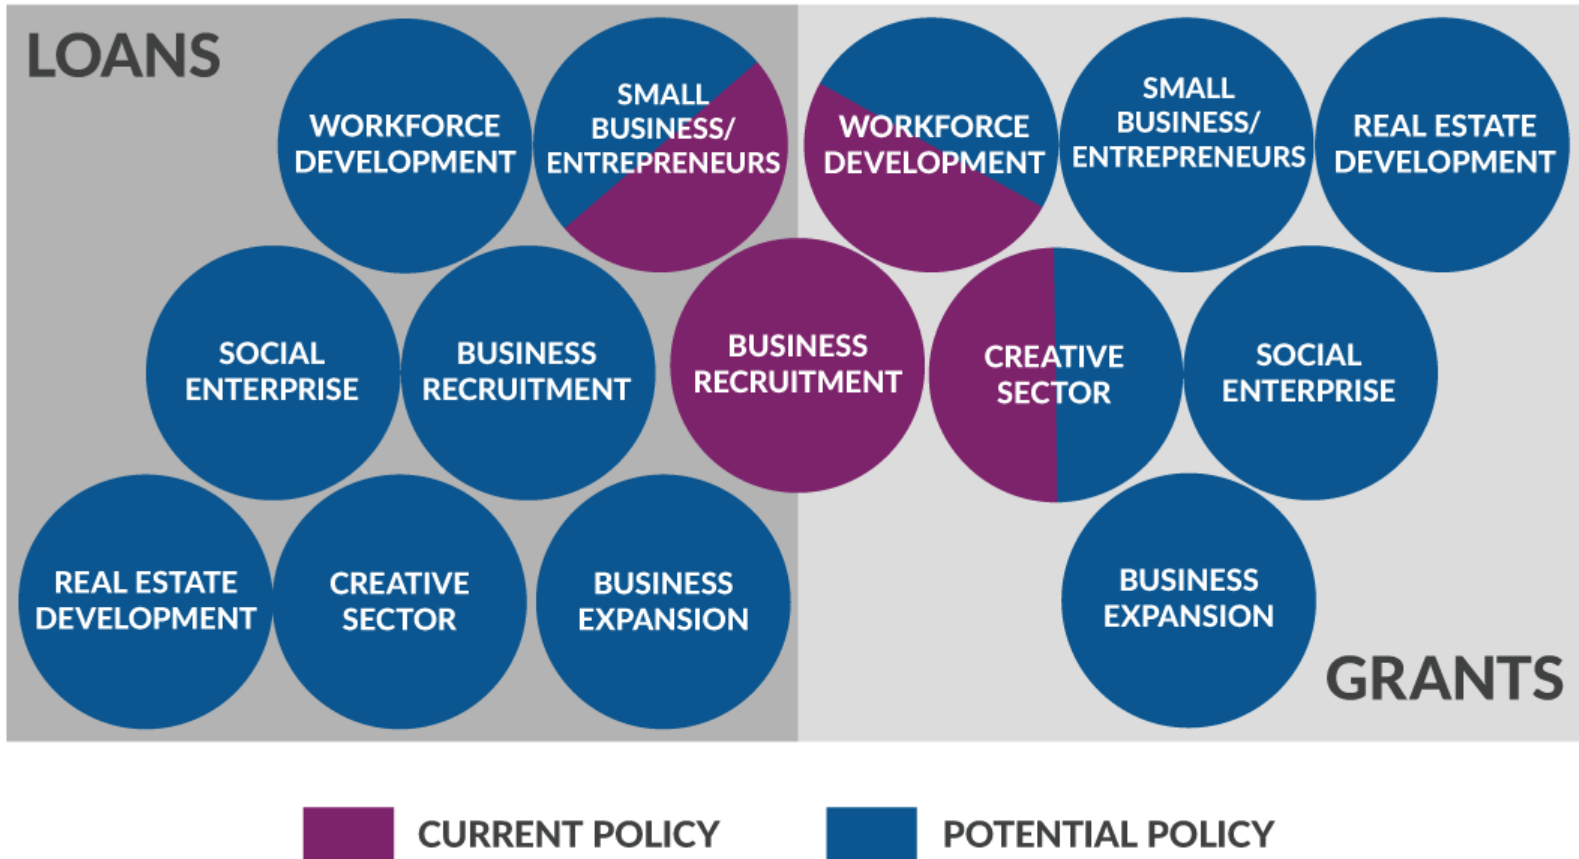 LOANS
WORKFORCE
DEVELOPMENT
SMALL
BUSINESS/
ENTREPRENEURS
WORKFORCE
DEVELOPMENT
SMALL
BUSINESS/
ENTREPRENEURS
REAL ESTATE
DEVELOPMENT
SOCIAL
ENTERPRISE
BUSINESS
RECRUITMENT
BUSINESS
RECRUITMENT
CREATIVE
SECTOR
SOCIAL
ENTERPRISE
REAL ESTATE
DEVELOPMENT
CREATIVE
SECTOR
BUSINESS
EXPANSION
BUSINESS
EXPANSION
GRANTS
CURRENT POLICY
POTENTIAL POLICY